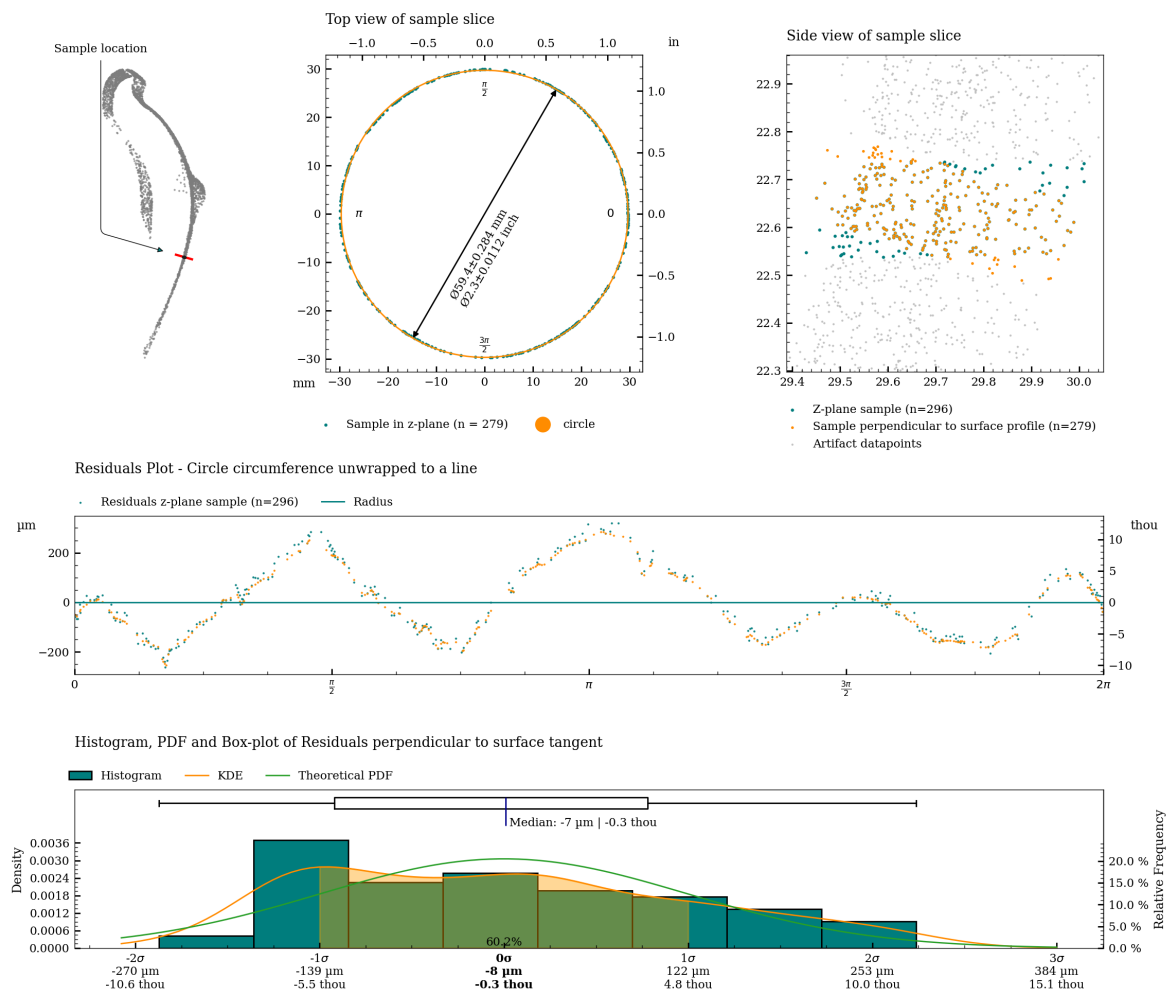 Sample location
Top view of sample slice
−1.0 −0.5 0.0 0.5 1.0 in
30
20
10
0
−10
−20
−30
mm
1.0
0.5
0.0
−0.5
−1.0
π/2
π
0
3π/2
Ø59.4±0.284 mm
Ø2.3±0.0112 inch
−30 −20 −10 0 10 20 30
Sample in z-plane (n = 279) circle
Side view of sample slice
22.9
22.8
22.7
22.6
22.5
22.4
22.3
29.4 29.5 29.6 29.7 29.8 29.9 30.0
Z-plane sample (n=296)
Sample perpendicular to surface profile (n=279)
Artifact datapoints
Residuals Plot - Circle circumference unwrapped to a line
Residuals z-plane sample (n=296) Radius
µm
200
0
−200
thou
10
5
0
−5
−10
0 π/2 π 3π/2 2π
Histogram, PDF and Box-plot of Residuals perpendicular to surface tangent
Histogram KDE Theoretical PDF
Median: -7 µm | -0.3 thou
Density
0.0036
0.0030
0.0024
0.0018
0.0012
0.0006
0.0000
Relative Frequency
20.0 %
15.0 %
10.0 %
5.0 %
0.0 %
60.2%
-2σ -1σ 0σ 1σ 2σ 3σ
-270 µm -139 µm -8 µm 122 µm 253 µm 384 µm
-10.6 thou -5.5 thou -0.3 thou 4.8 thou 10.0 thou 15.1 thou